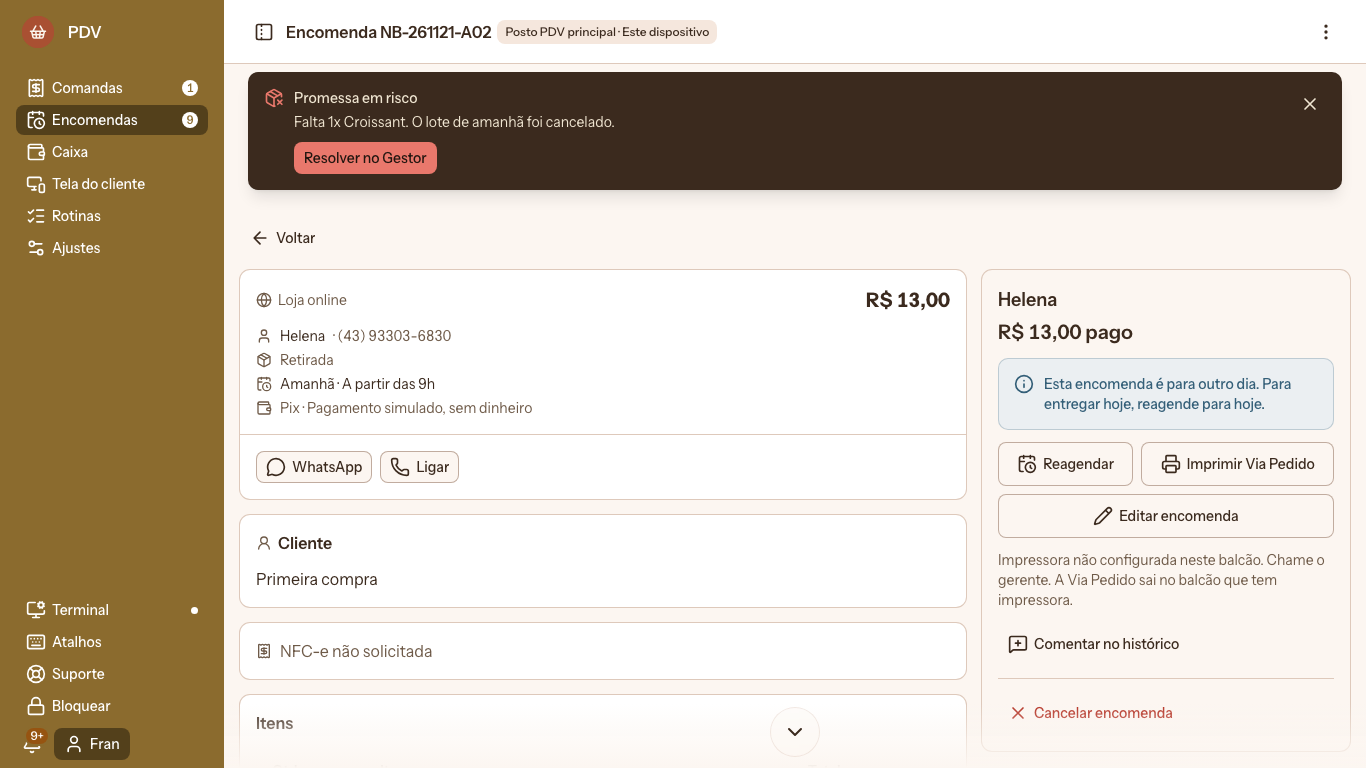 PDV
Comandas 1
Encomendas 9
Caixa
Tela do cliente
Rotinas
Ajustes
Terminal
Atalhos
Suporte
Bloquear
9+
Fran
Encomenda NB-261121-A02
Posto PDV principal · Este dispositivo
Promessa em risco
Falta 1x Croissant. O lote de amanhã foi cancelado.
Resolver no Gestor
Voltar
Loja online
R$ 13,00
Helena · (43) 93303-6830
Retirada
Amanhã · A partir das 9h
Pix · Pagamento simulado, sem dinheiro
WhatsApp
Ligar
Cliente
Primeira compra
NFC-e não solicitada
Itens
Helena
R$ 13,00 pago
Esta encomenda é para outro dia. Para
entregar hoje, reagende para hoje.
Reagendar
Imprimir Via Pedido
Editar encomenda
Impressora não configurada neste balcão. Chame o
gerente. A Via Pedido sai no balcão que tem
impressora.
Comentar no histórico
Cancelar encomenda